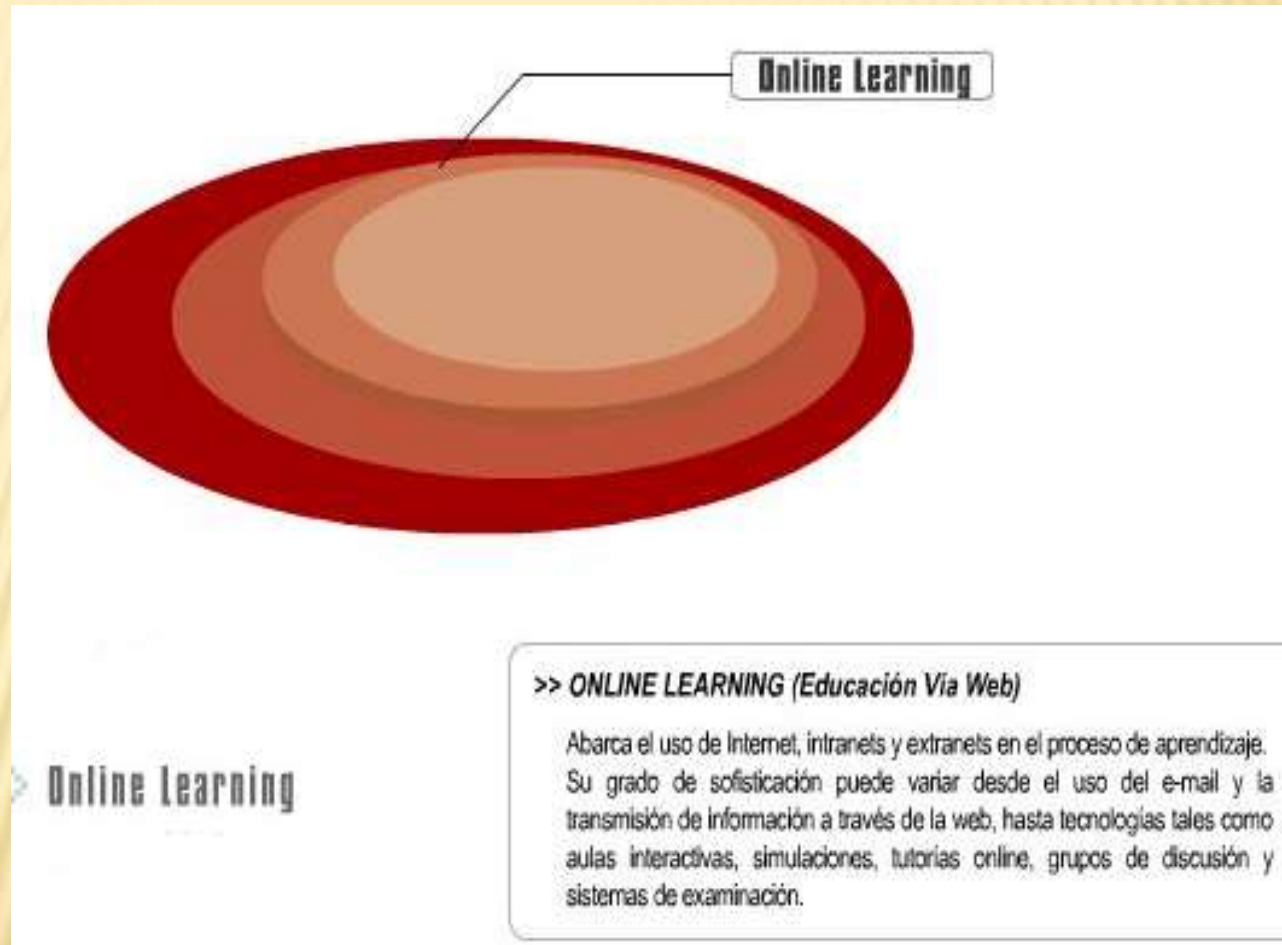 Online Learning
>> ONLINE LEARNING (Educación Vía Web)
Abarca el uso de Internet, intranets y extranets en el proceso de aprendizaje.
Su grado de sofisticación puede variar desde el uso del e-mail y la
transmisión de información a través de la web, hasta tecnologías tales como
aulas interactivas, simulaciones, tutorías online, grupos de discusión y
sistemas de examinación.
Online Learning